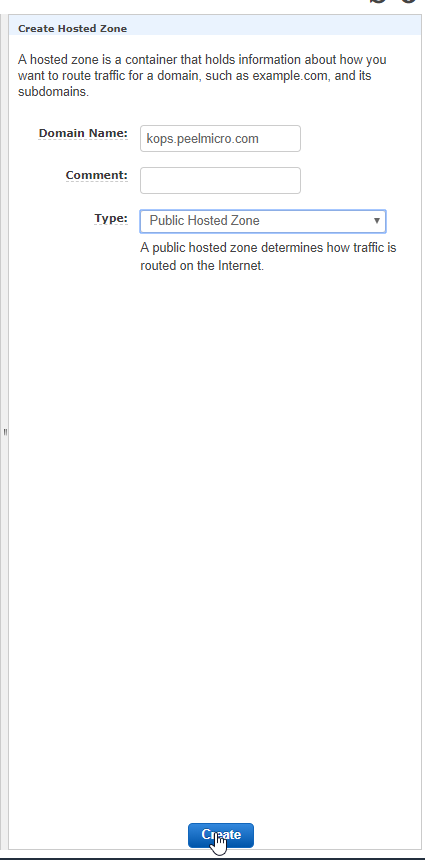 Create Hosted Zone
A hosted zone is a container that holds information about how you
want to route traffic for a domain, such as example.com, and its
subdomains.
Domain Name: kops.peelmicro.com
Comment:
Type: Public Hosted Zone
A public hosted zone determines how traffic is
routed on the Internet.
Create